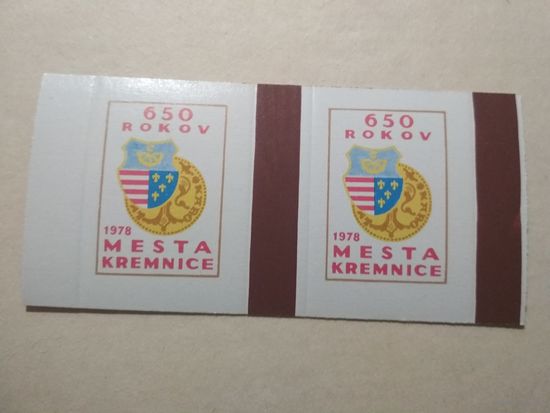 650
ROKOV
1978
MESTA
KREMNICE
650
ROKOV
1978
MESTA
KREMNICE